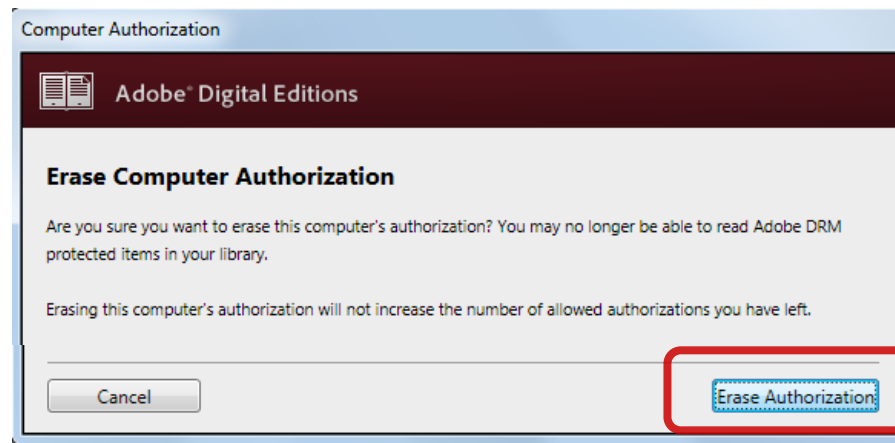 Computer Authorization
Adobe® Digital Editions
Erase Computer Authorization
Are you sure you want to erase this computer's authorization? You may no longer be able to read Adobe DRM
protected items in your library.
Erasing this computer's authorization will not increase the number of allowed authorizations you have left.
Cancel
Erase Authorization